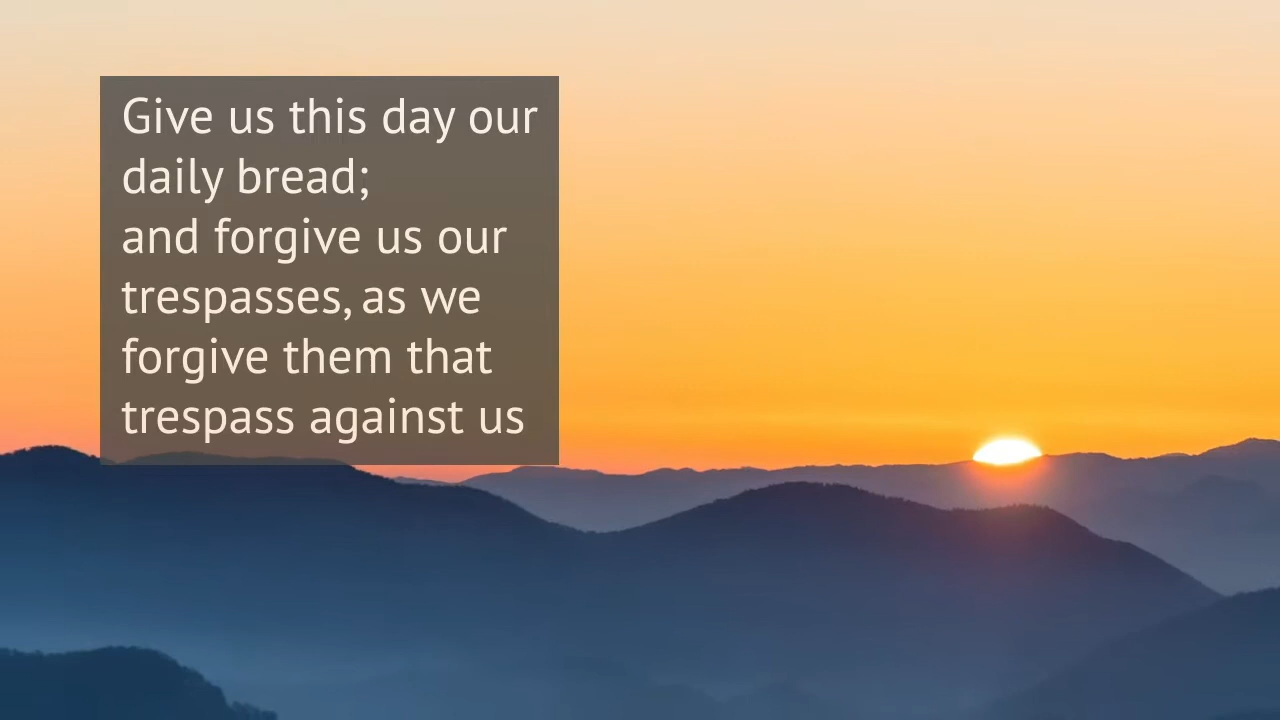 Give us this day our
daily bread;
and forgive us our
trespasses, as we
forgive them that
trespass against us